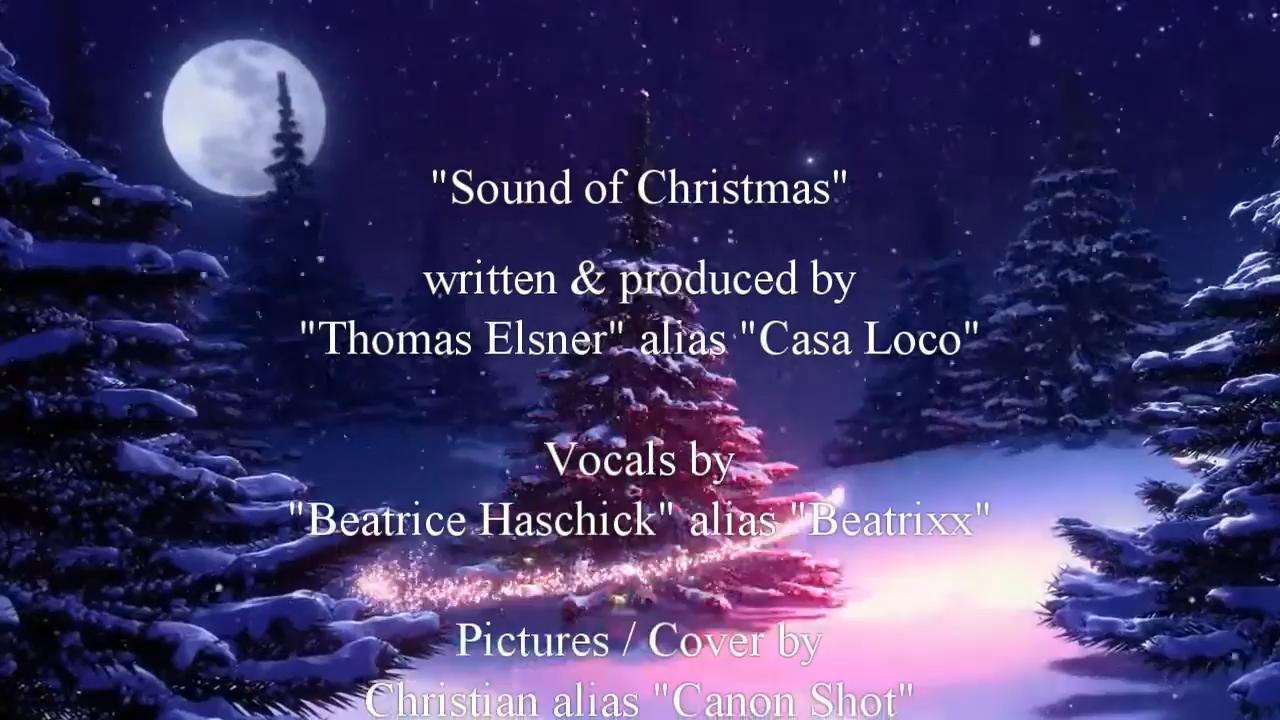 "Sound of Christmas"
written & produced by
"Thomas Elsner" alias "Casa Loco"
Vocals by
"Beatrice Haschick" alias "Beatrixx"
Pictures / Cover by
Christian alias "Canon Shot"